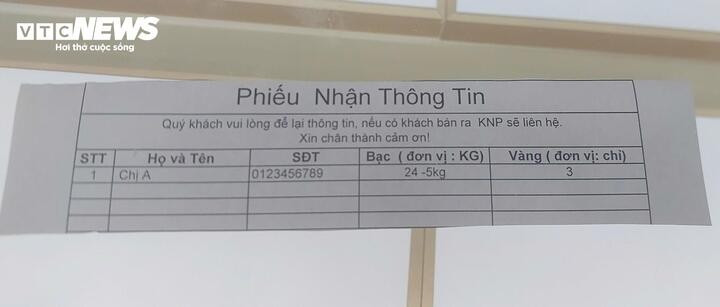 VTC NEWS
Hơi thở cuộc sống
Phiếu Nhận Thông Tin
Quý khách vui lòng để lại thông tin, nếu có khách bán ra KNP sẽ liên hệ.
Xin chân thành cảm ơn!
STT Họ và Tên SĐT Bạc ( đơn vị : KG) Vàng ( đơn vị: chỉ)
1 Chị A 0123456789 24 -5kg 3